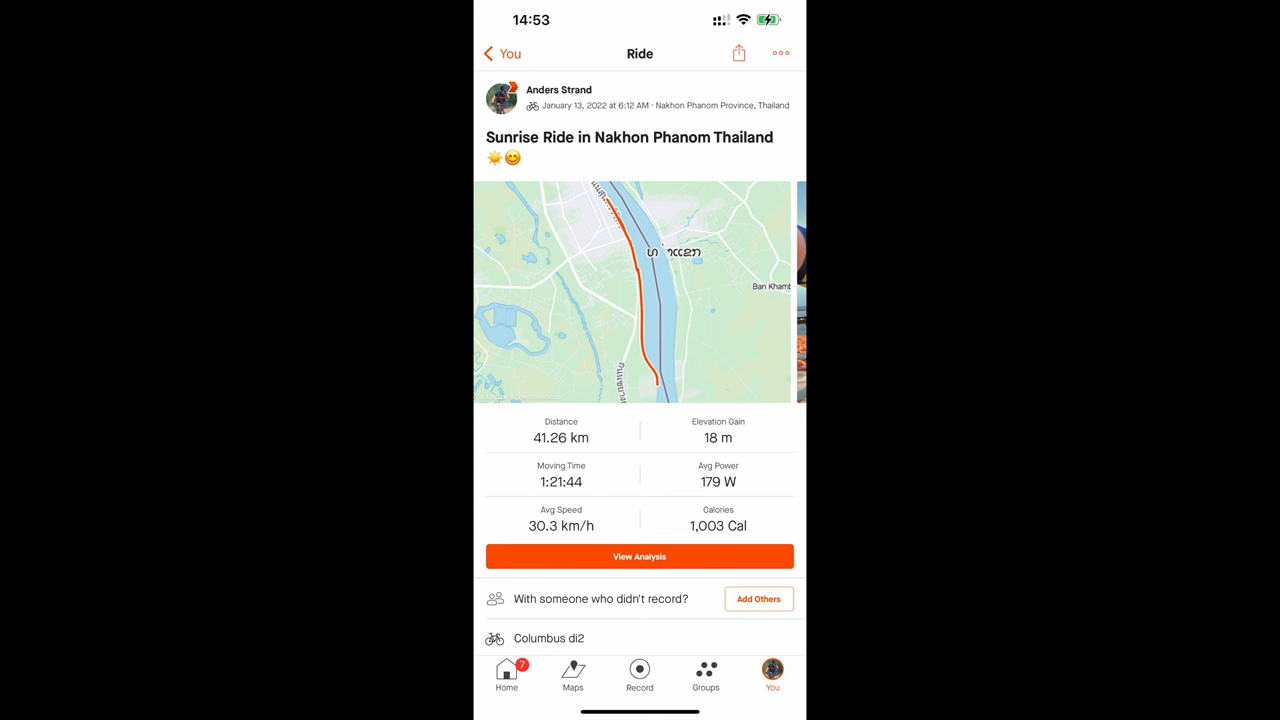 14:53
You
Ride
Anders Strand
January 13, 2022 at 6:12 AM · Nakhon Phanom Province, Thailand
Sunrise Ride in Nakhon Phanom Thailand
☀️😊
Ban Khamb
Distance
41.26 km
Elevation Gain
18 m
Moving Time
1:21:44
Avg Power
179 W
Avg Speed
30.3 km/h
Calories
1,003 Cal
View Analysis
With someone who didn't record?
Add Others
Columbus di2
7
Home
Maps
Record
Groups
You